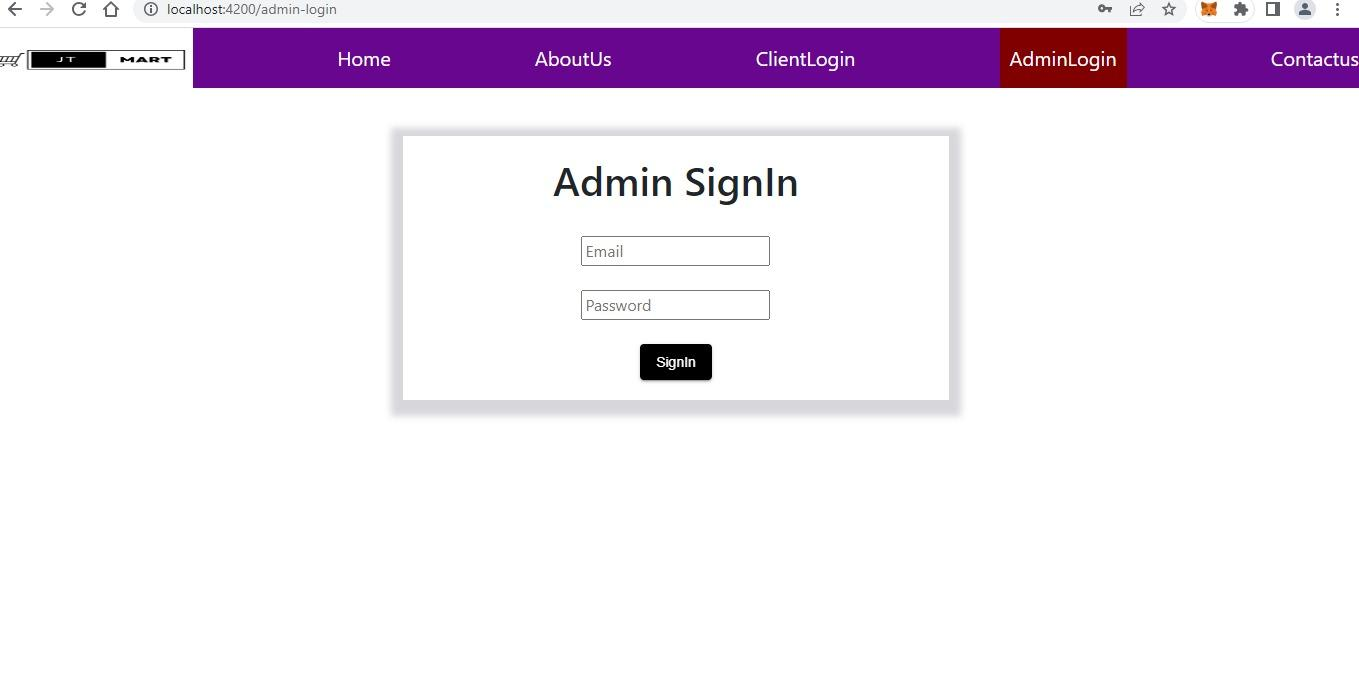 localhost:4200/admin-login
JT MART Home AboutUs ClientLogin AdminLogin Contactus
Admin SignIn
Email
Password
SignIn